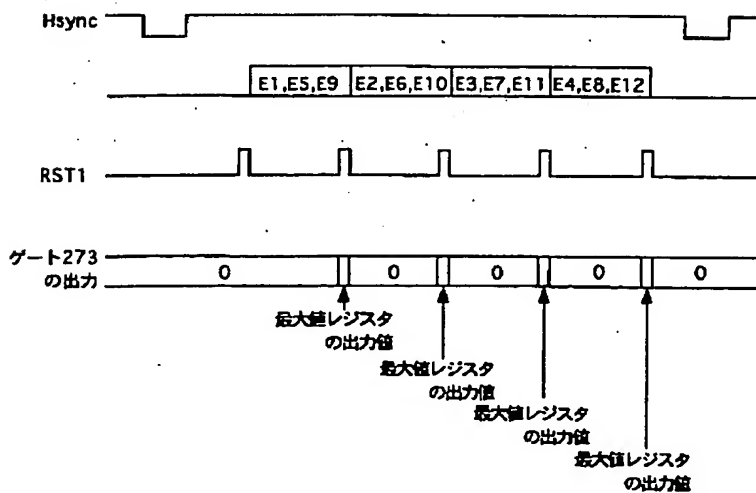 Hsync
E1,E5,E9 E2,E6,E10 E3,E7,E11 E4,E8,E12
RST1
ゲート273
の出力
0 0 0 0 0
最大値レジスタ
の出力値
最大値レジスタ
の出力値
最大値レジスタ
の出力値
最大値レジスタ
の出力値